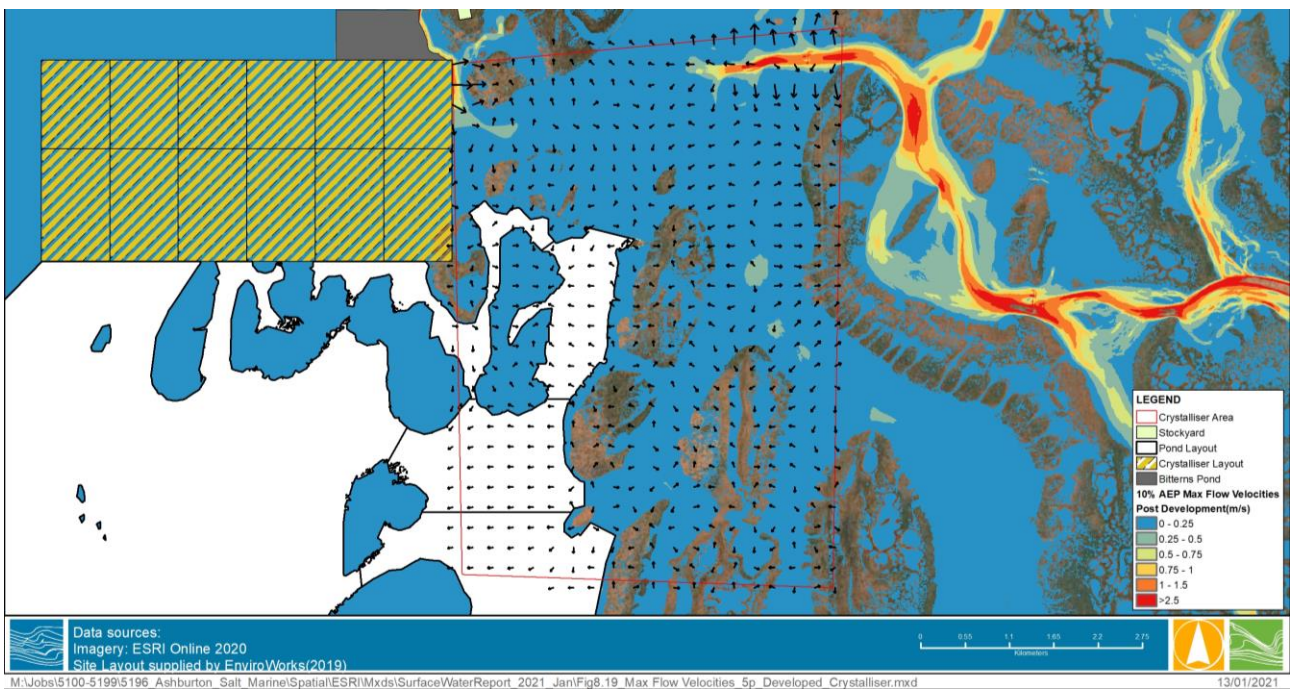 LEGEND
Crystalliser Area
Stockyard
Pond Layout
Crystalliser Layout
Bitterns Pond
10% AEP Max Flow Velocities
Post Development(m/s)
0 - 0.25
0.25 - 0.5
0.5 - 0.75
0.75 - 1
1 - 1.5
>2.5
Data sources:
Imagery: ESRI Online 2020
Site Layout supplied by EnviroWorks(2019)
0 0.55 1.1 1.65 2.2 2.75
Kilometers
M:\Jobs\5100-5199\5196_Ashburton_Salt_Marine\Spatial\ESRI\Mxds\SurfaceWaterReport_2021_Jan\Fig8.19_Max Flow Velocities_5p_Developed_Crystalliser.mxd
13/01/2021